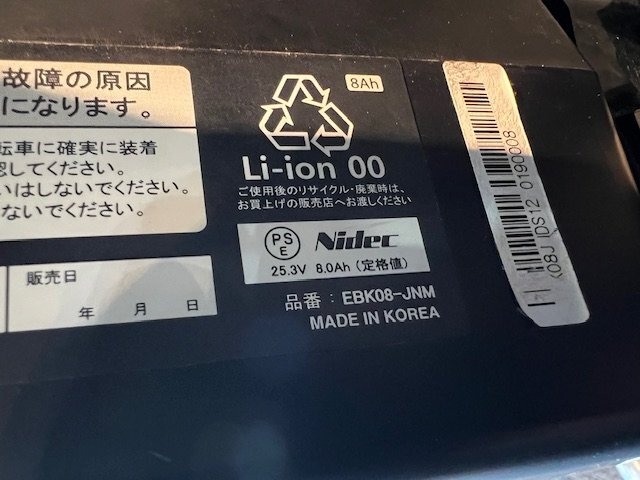 故障の原因
になります。
転車に確実に装着
認してください。
いはしないでください。
ないでください。
販売日
年 月 日
8Ah
Li-ion 00
ご使用後のリサイクル・廃業時は、
お買上げの販売店へお渡しください
PS
E
Nidec
25.3V 8.0Ah (定格値)
品番 : EBK08-JNM
MADE IN KOREA
X08J DS12 0190008